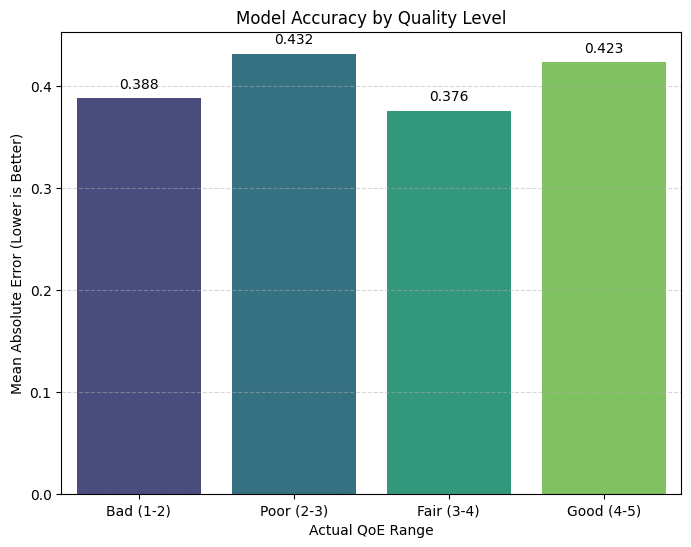 Model Accuracy by Quality Level
Mean Absolute Error (Lower is Better)
0.4
0.3
0.2
0.1
0.0
0.388
0.432
0.376
0.423
Bad (1-2)
Poor (2-3)
Fair (3-4)
Good (4-5)
Actual QoE Range